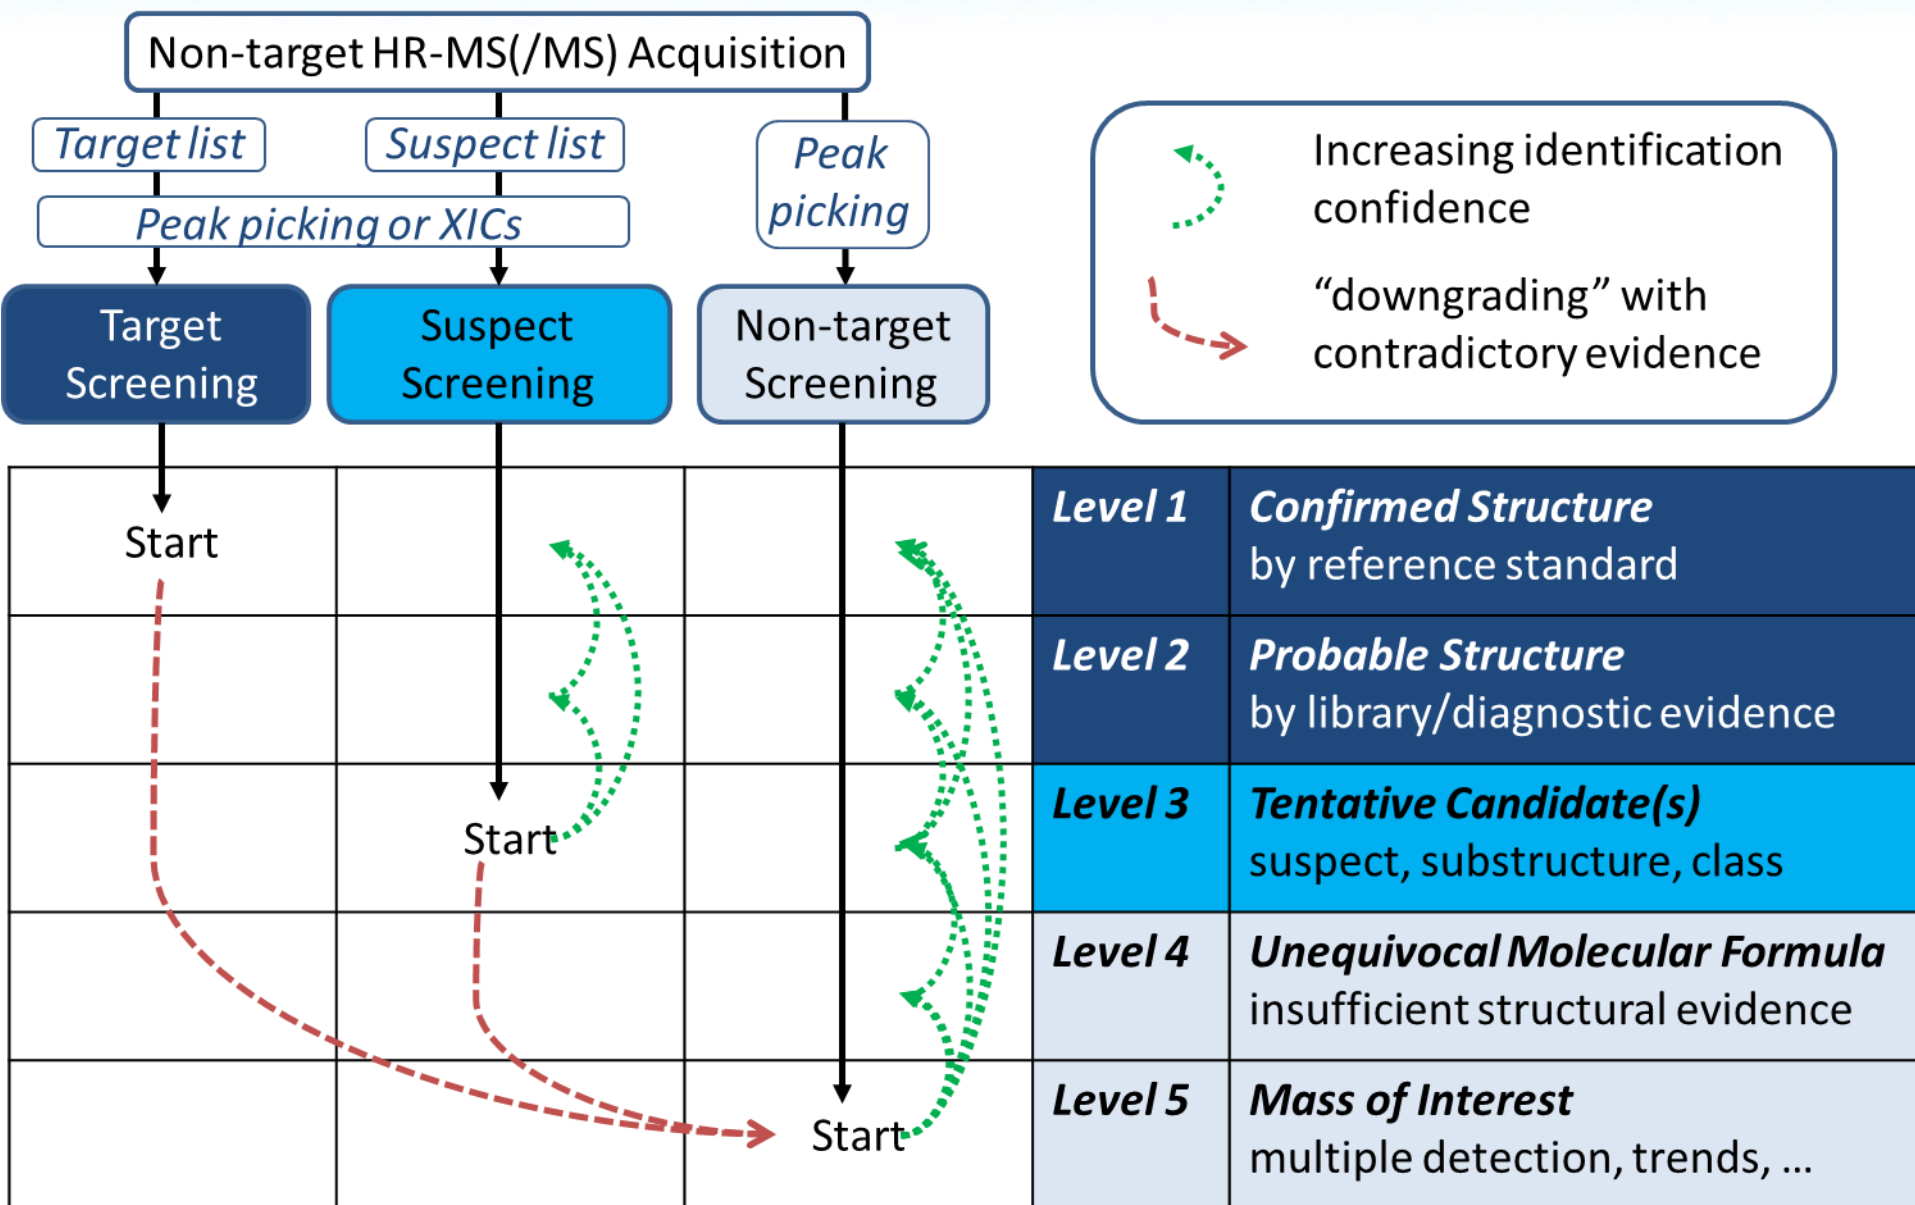 Non-target HR-MS(/MS) Acquisition
Target list
Suspect list
Peak
picking
Peak picking or XICs
Target
Screening
Suspect
Screening
Non-target
Screening
Increasing identification
confidence
“downgrading” with
contradictory evidence
Start
Level 1
Confirmed Structure
by reference standard
Level 2
Probable Structure
by library/diagnostic evidence
Start
Level 3
Tentative Candidate(s)
suspect, substructure, class
Level 4
Unequivocal Molecular Formula
insufficient structural evidence
Start
Level 5
Mass of Interest
multiple detection, trends, ...